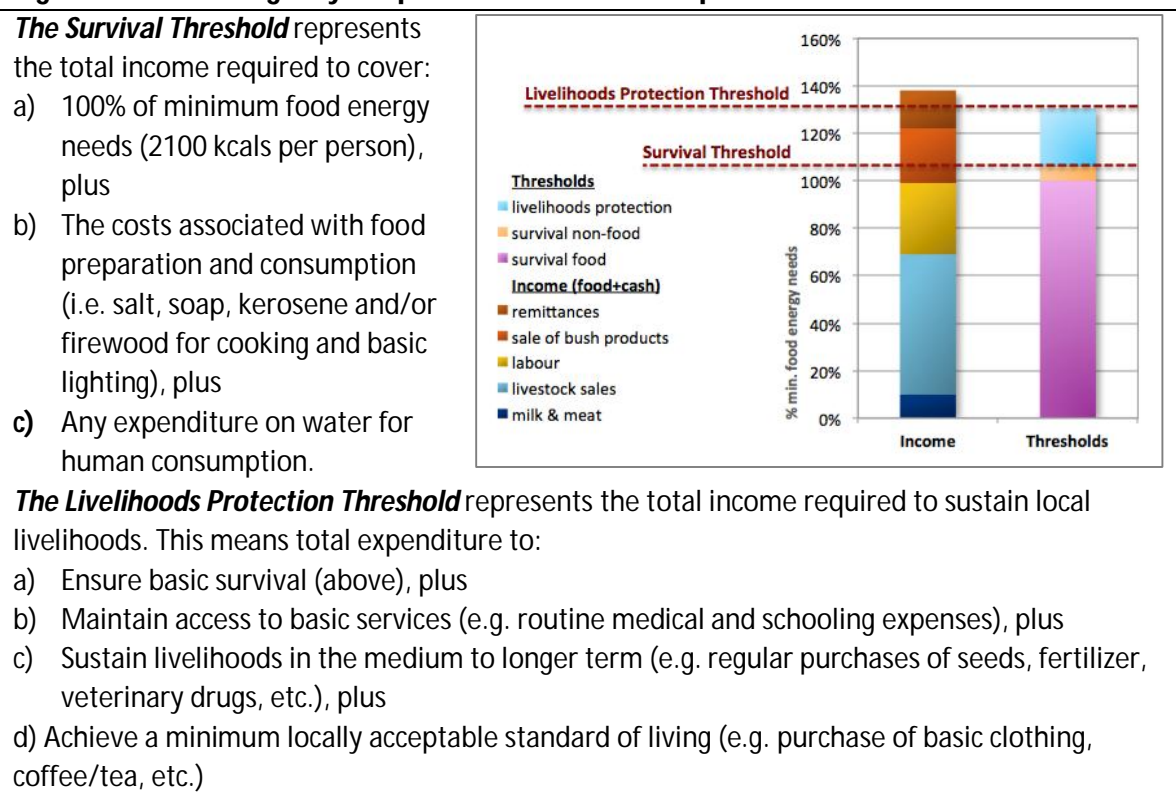 The Survival Threshold represents
the total income required to cover:
a) 100% of minimum food energy
needs (2100 kcals per person),
plus
b) The costs associated with food
preparation and consumption
(i.e. salt, soap, kerosene and/or
firewood for cooking and basic
lighting), plus
c) Any expenditure on water for
human consumption.
160%
140%
120%
100%
80%
60%
40%
20%
0%
% min. food energy needs
Livelihoods Protection Threshold
Survival Threshold
Thresholds
livelihoods protection
survival non-food
survival food
Income (food+cash)
remittances
sale of bush products
labour
livestock sales
milk & meat
Income
Thresholds
The Livelihoods Protection Threshold represents the total income required to sustain local
livelihoods. This means total expenditure to:
a) Ensure basic survival (above), plus
b) Maintain access to basic services (e.g. routine medical and schooling expenses), plus
c) Sustain livelihoods in the medium to longer term (e.g. regular purchases of seeds, fertilizer,
veterinary drugs, etc.), plus
d) Achieve a minimum locally acceptable standard of living (e.g. purchase of basic clothing,
coffee/tea, etc.)